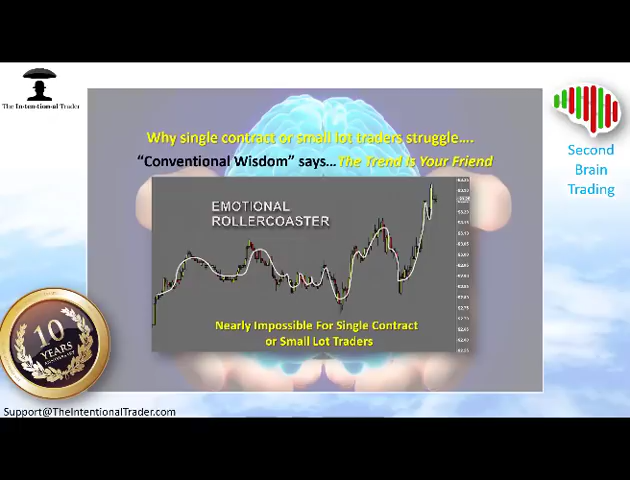 The Intentional Trader
Why single contract or small lot traders struggle....
“Conventional Wisdom” says...The Trend is Your Friend
EMOTIONAL
ROLLERCOASTER
Nearly Impossible For Single Contract
or Small Lot Traders
Second
Brain
Trading
10
YEARS
ANNIVERSARY
Support@TheIntentionalTrader.com